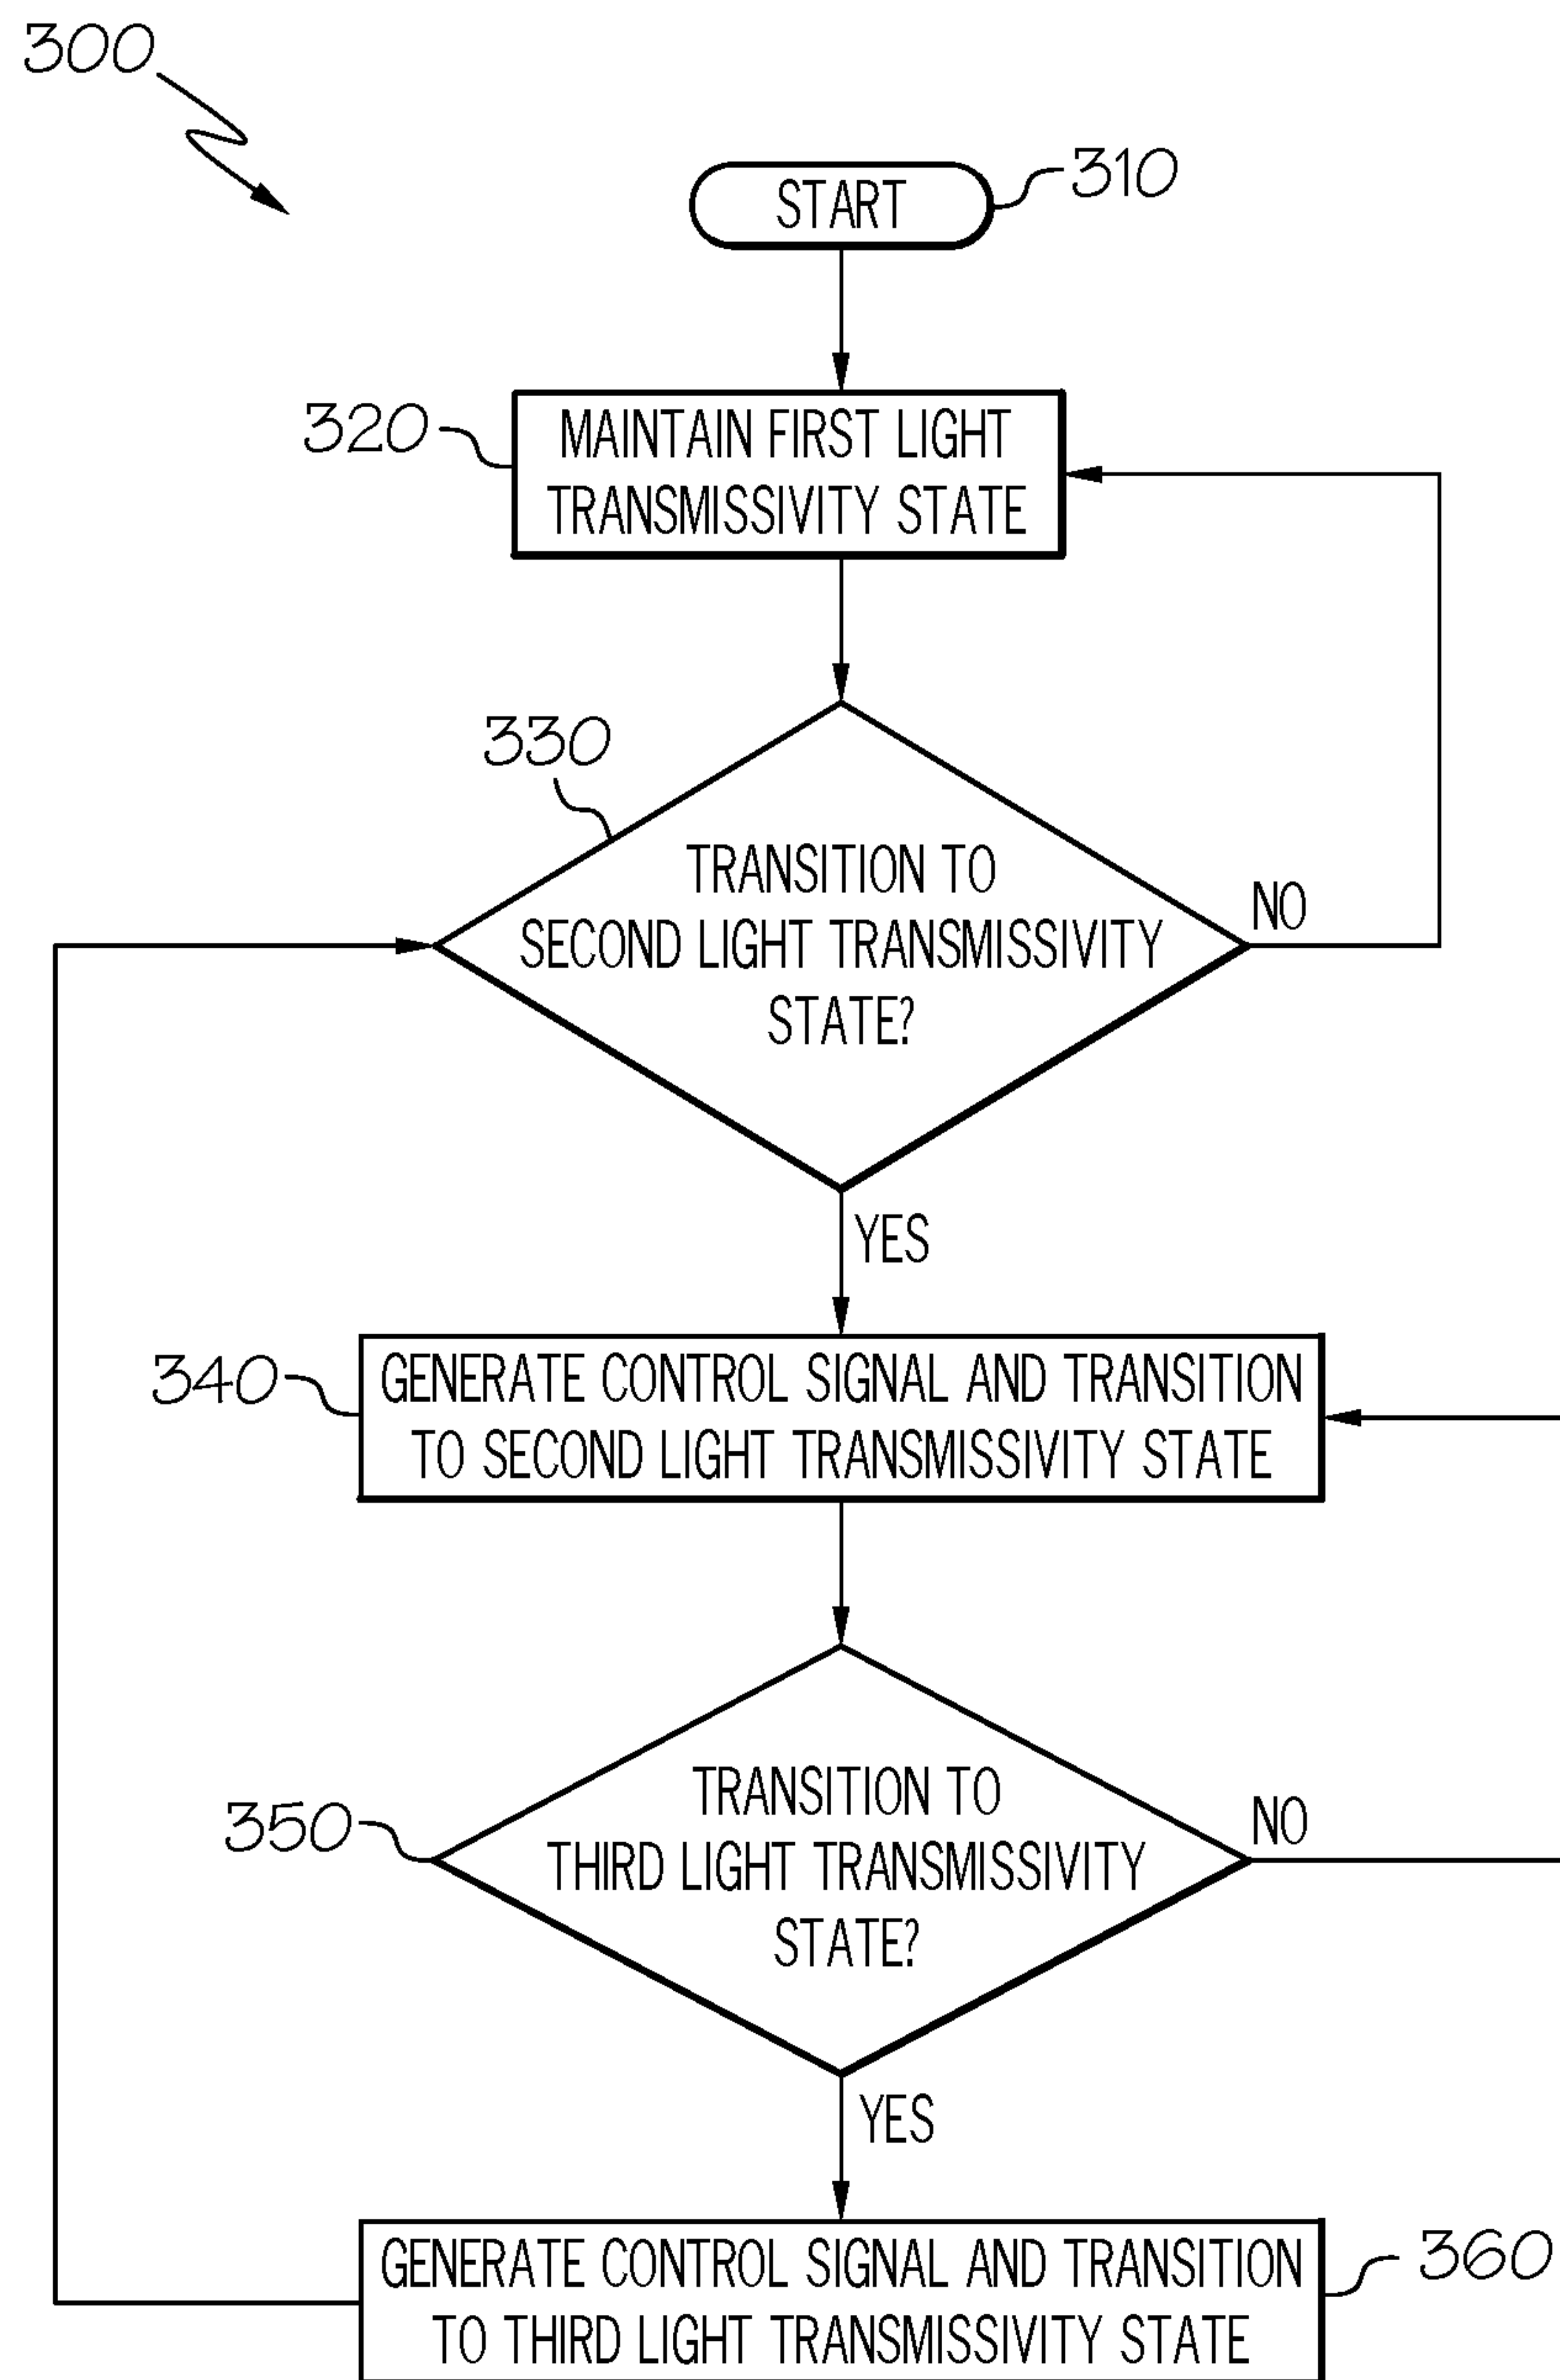 300
START
310
320
MAINTAIN FIRST LIGHT
TRANSMISSIVITY STATE
330
TRANSITION TO
SECOND LIGHT TRANSMISSIVITY
STATE?
NO
YES
340
GENERATE CONTROL SIGNAL AND TRANSITION
TO SECOND LIGHT TRANSMISSIVITY STATE
350
TRANSITION TO
THIRD LIGHT TRANSMISSIVITY
STATE?
NO
YES
GENERATE CONTROL SIGNAL AND TRANSITION
TO THIRD LIGHT TRANSMISSIVITY STATE
360